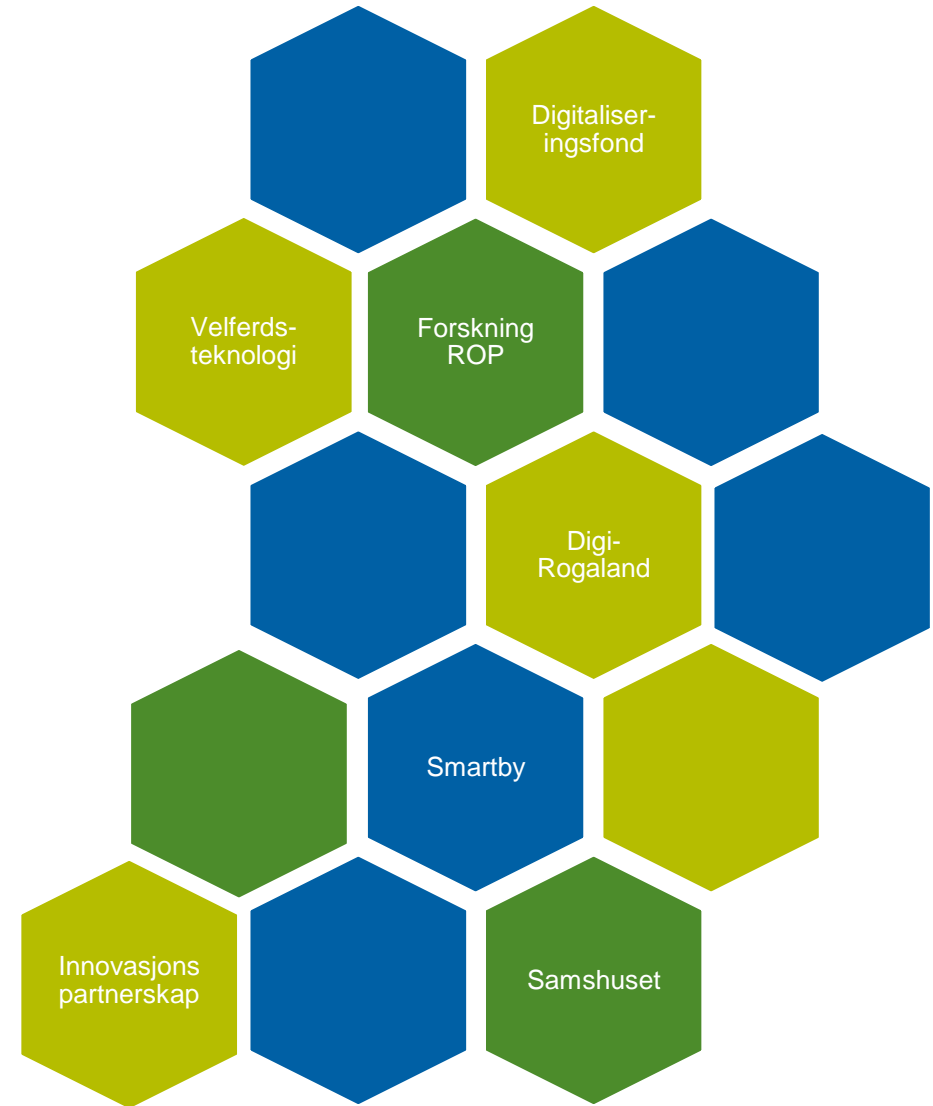 Digitaliser-
ingsfond
Velferds-
teknologi
Forskning
ROP
Digi-
Rogaland
Smartby
Innovasjons
partnerskap
Samshuset